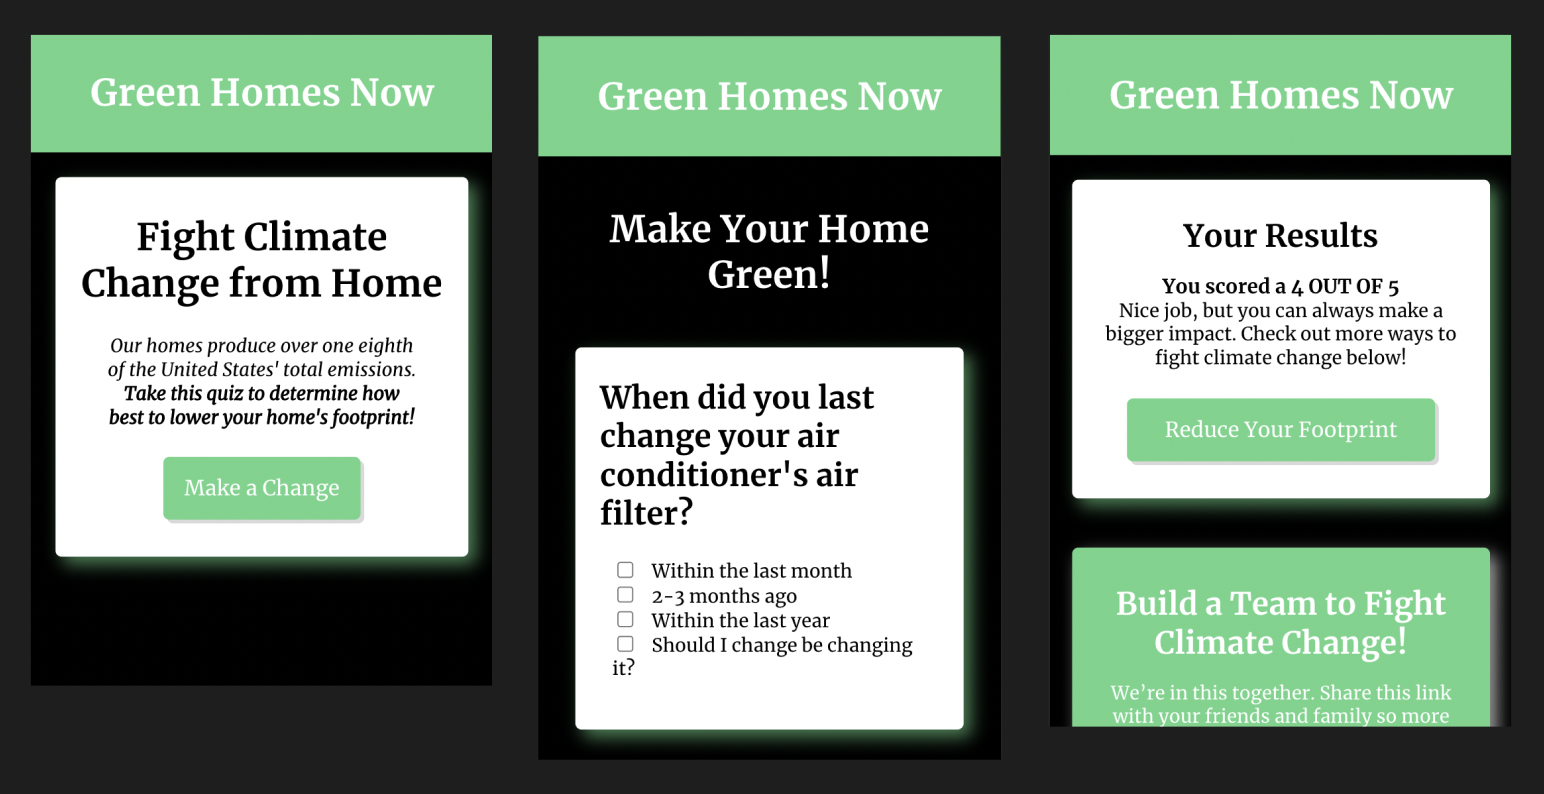 Green Homes Now
Fight Climate
Change from Home
Our homes produce over one eighth
of the United States' total emissions.
Take this quiz to determine how
best to lower your home's footprint!
Make a Change
Green Homes Now
Make Your Home
Green!
When did you last
change your air
conditioner's air
filter?
Within the last month
2-3 months ago
Within the last year
Should I change be changing
it?
Green Homes Now
Your Results
You scored a 4 OUT OF 5
Nice job, but you can always make a
bigger impact. Check out more ways to
fight climate change below!
Reduce Your Footprint
Build a Team to Fight
Climate Change!
We’re in this together. Share this link
with your friends and family so more